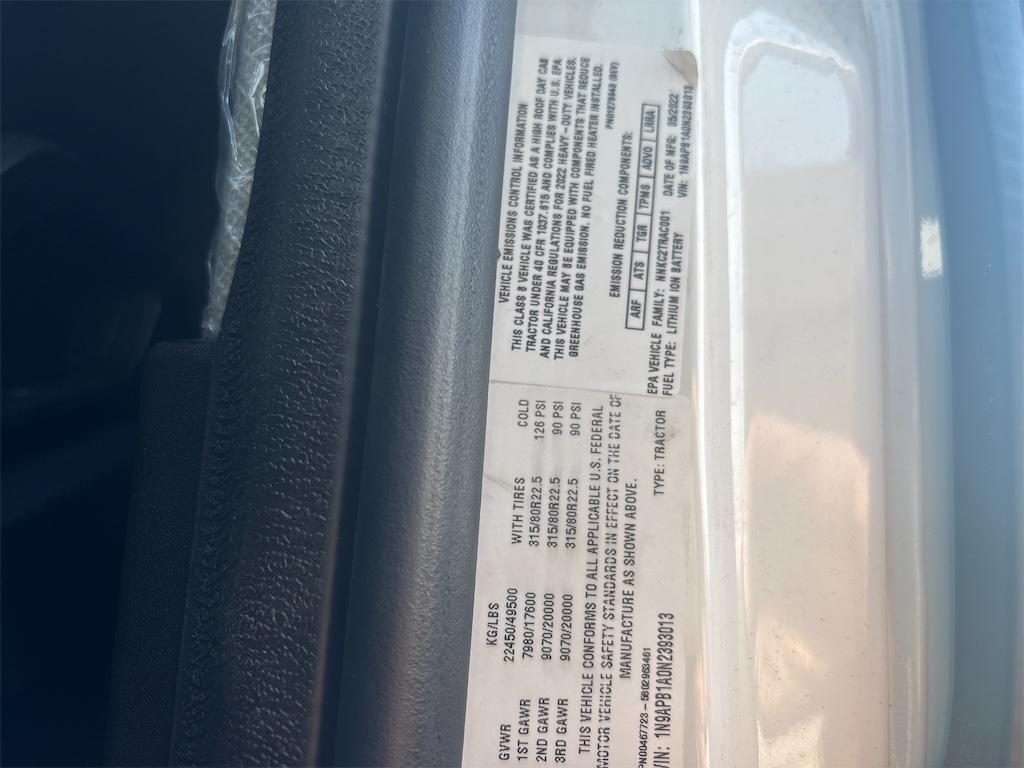 VEHICLE EMISSIONS CONTROL INFORMATION
THIS CLASS 8 VEHICLE WAS CERTIFIED AS A HIGH ROOF DAY CAB
TRACTOR UNDER 40 CFR 1037.615 AND COMPLIES WITH U.S. EPA
AND CALIFORNIA REGULATIONS FOR 2022 HEAVY-DUTY VEHICLES.
THIS VEHICLE MAY BE EQUIPPED WITH COMPONENTS THAT REDUCE
GREENHOUSE GAS EMISSION. NO FUEL FIRED HEATER INSTALLED.
EMISSION REDUCTION COMPONENTS:
ARF ATS TGR TPMS ADVO LRRA
EPA VEHICLE FAMILY: NNKC2TRAC001 DATE OF MFG: 05/2022
FUEL TYPE: LITHIUM ION BATTERY VIN: 1N9APB1A0N2393013
KG/LBS WITH TIRES COLD
GVWR 22450/49500
1ST GAWR 7980/17600 315/80R22.5 126 PSI
2ND GAWR 9070/20000 315/80R22.5 90 PSI
3RD GAWR 9070/20000 315/80R22.5 90 PSI
THIS VEHICLE CONFORMS TO ALL APPLICABLE U.S. FEDERAL
MOTOR VEHICLE SAFETY STANDARDS IN EFFECT ON THE DATE OF
MANUFACTURE AS SHOWN ABOVE.
PN00467723-5802963461
VIN: 1N9APB1A0N2393013 TYPE: TRACTOR